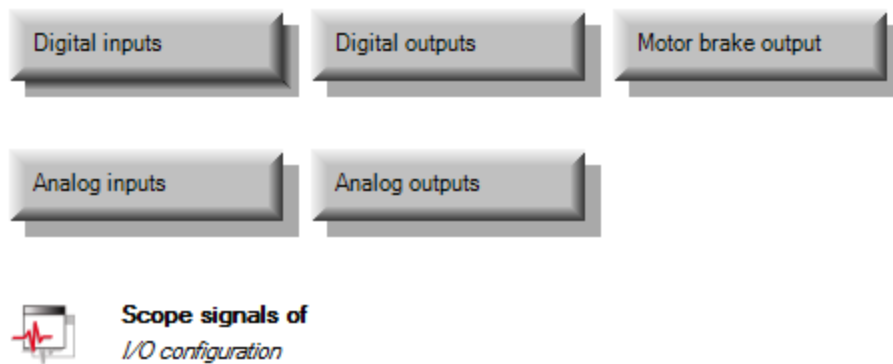 Digital inputs
Digital outputs
Motor brake output
Analog inputs
Analog outputs
Scope signals of
I/O configuration